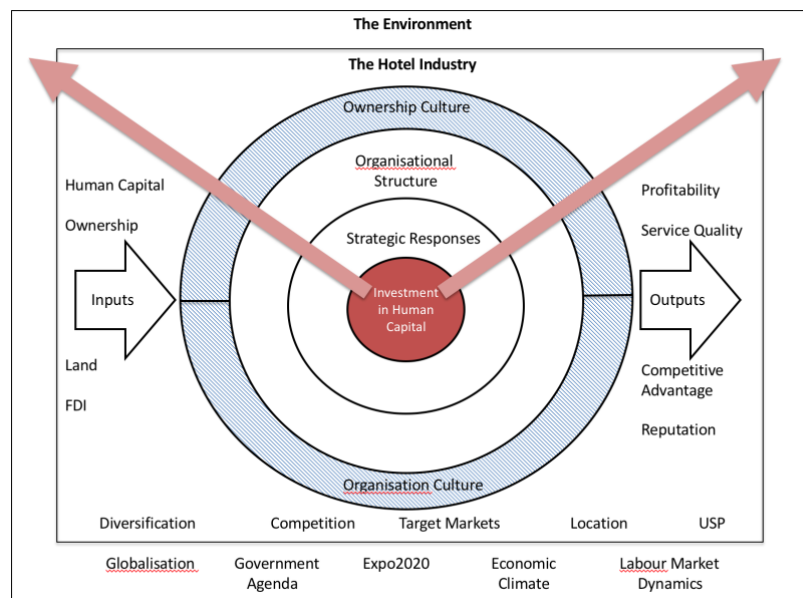 The Environment
The Hotel Industry
Ownership Culture
Organisational
Structure
Human Capital
Profitability
Ownership
Service Quality
Strategic Responses
Inputs
Investment
in Human
Capital
Outputs
Land
Competitive
Advantage
FDI
Reputation
Organisation Culture
Diversification
Competition
Target Markets
Location
USP
Globalisation
Government
Agenda
Expo2020
Economic
Climate
Labour Market
Dynamics